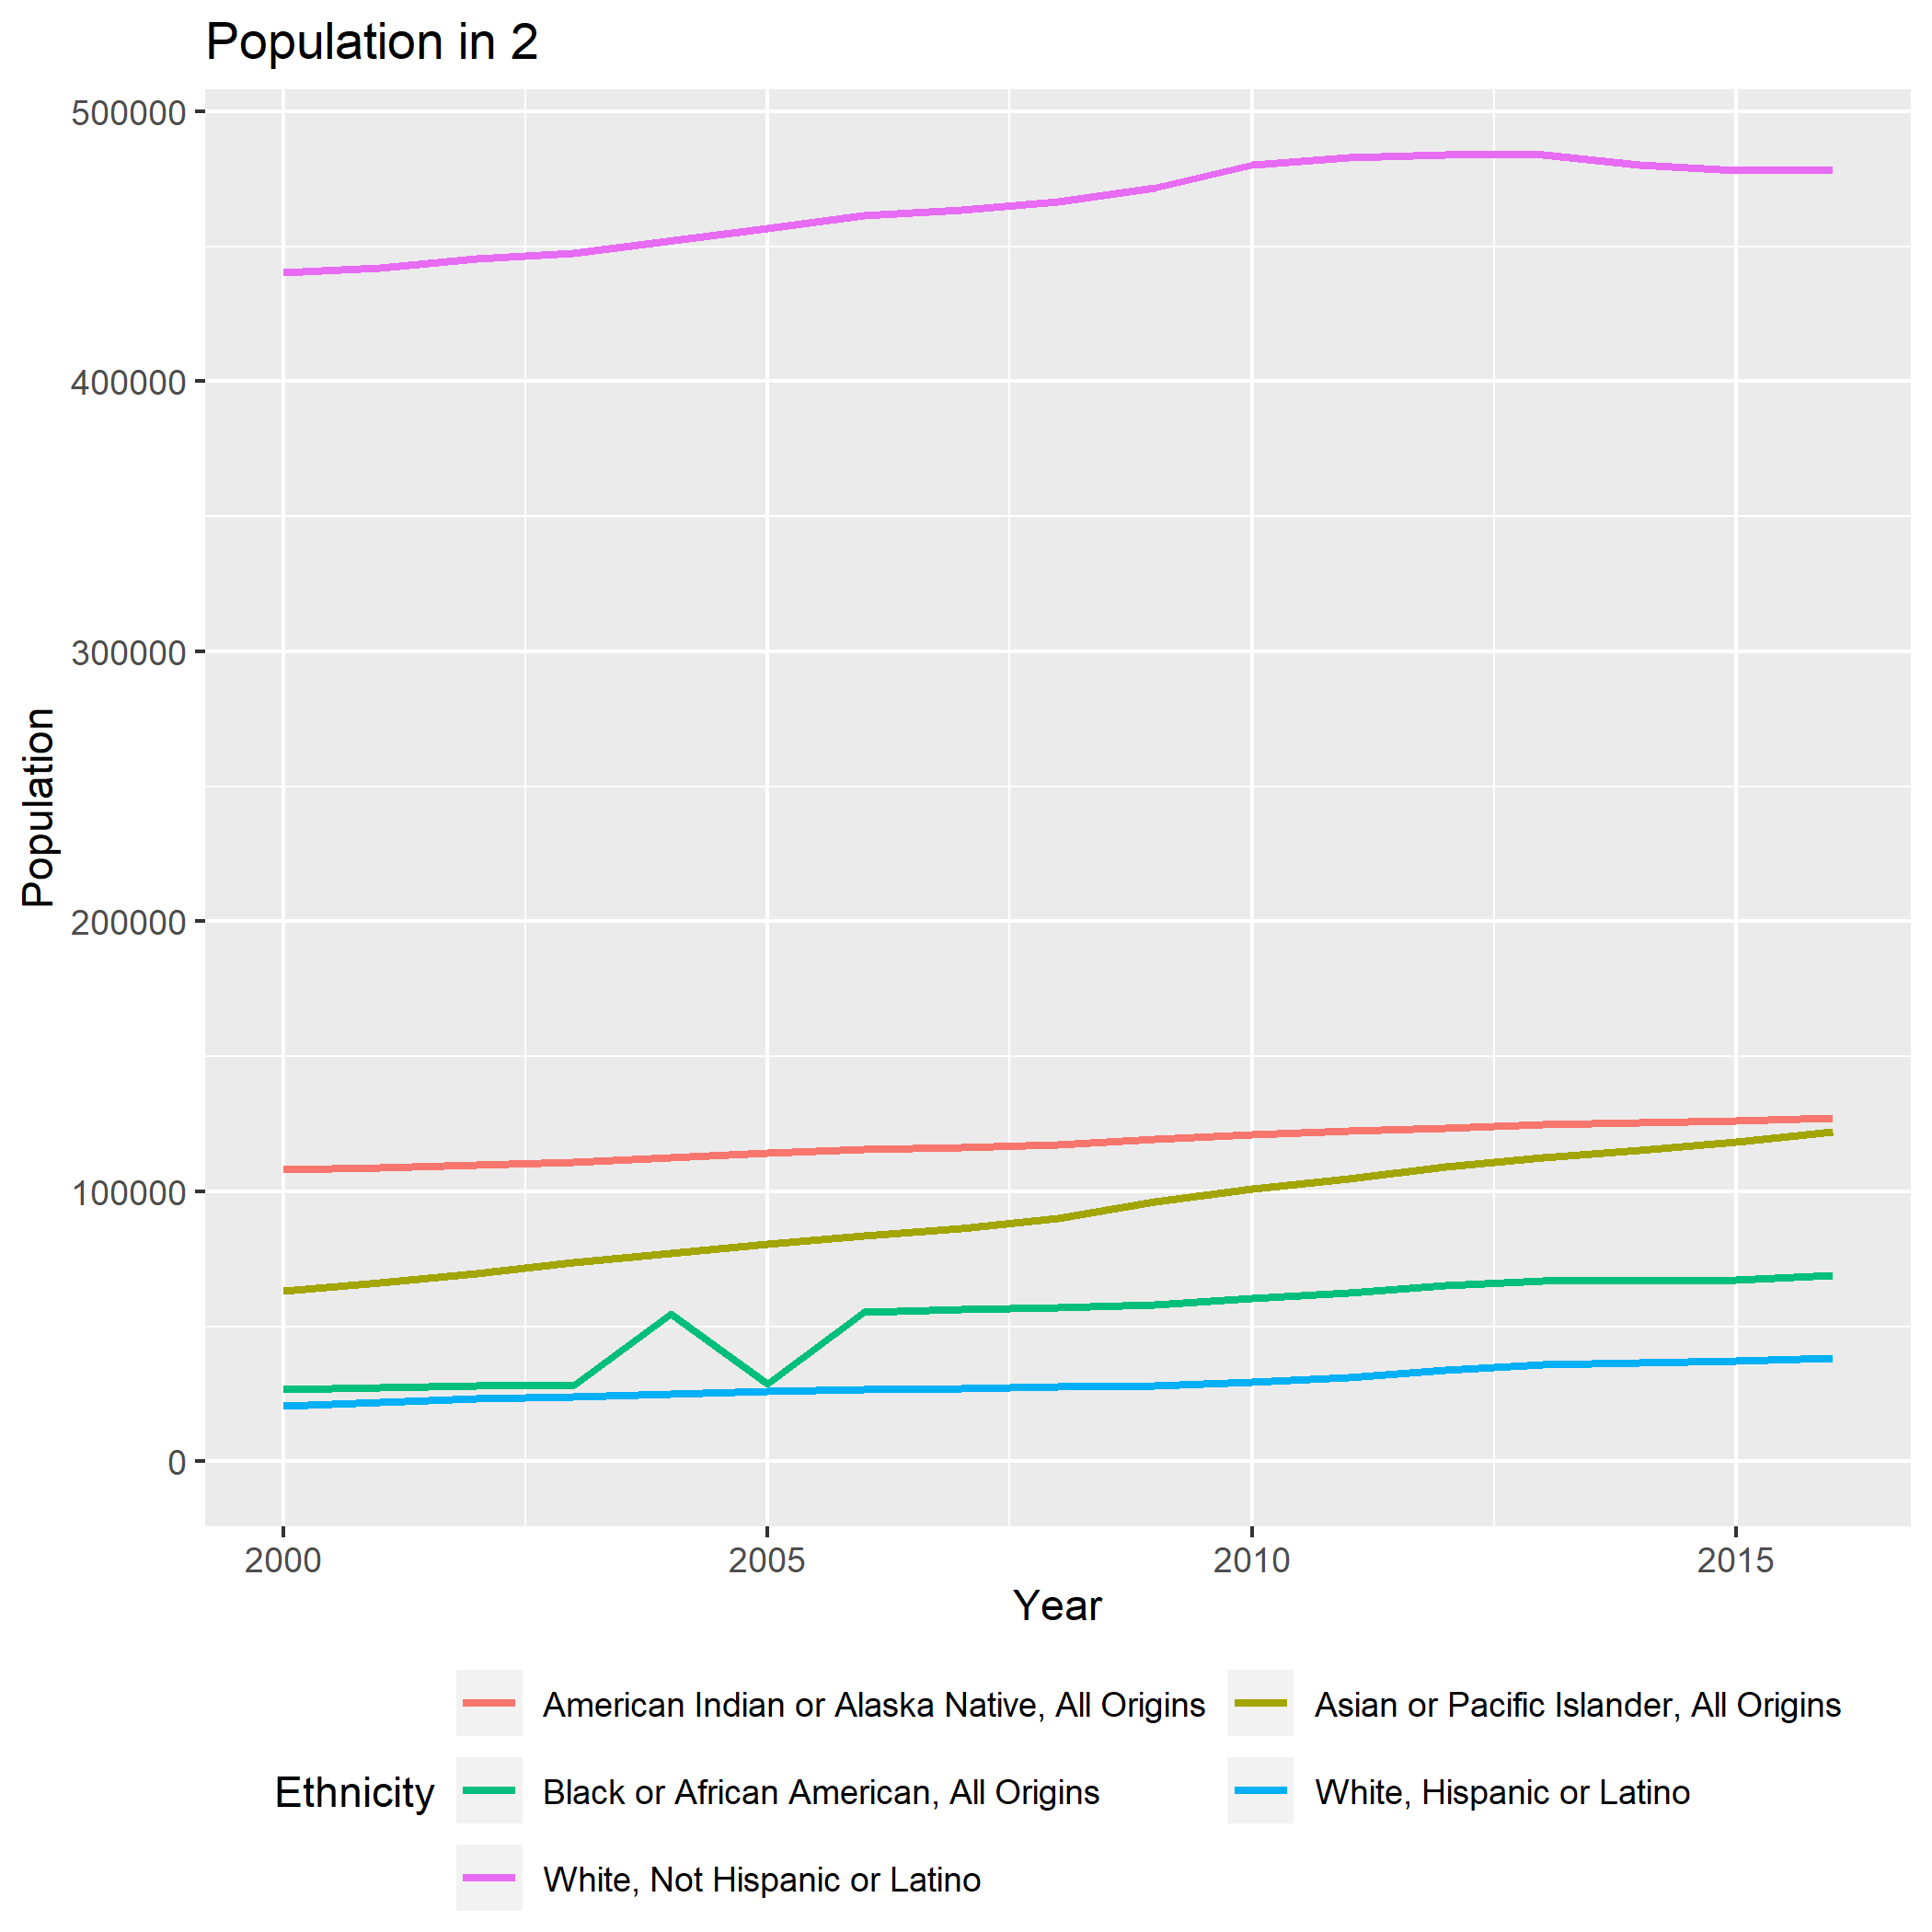 Population in 2
500000
400000
300000
200000
100000
0
Population
2000 2005 2010 2015
Year
Ethnicity
American Indian or Alaska Native, All Origins
Asian or Pacific Islander, All Origins
Black or African American, All Origins
White, Hispanic or Latino
White, Not Hispanic or Latino